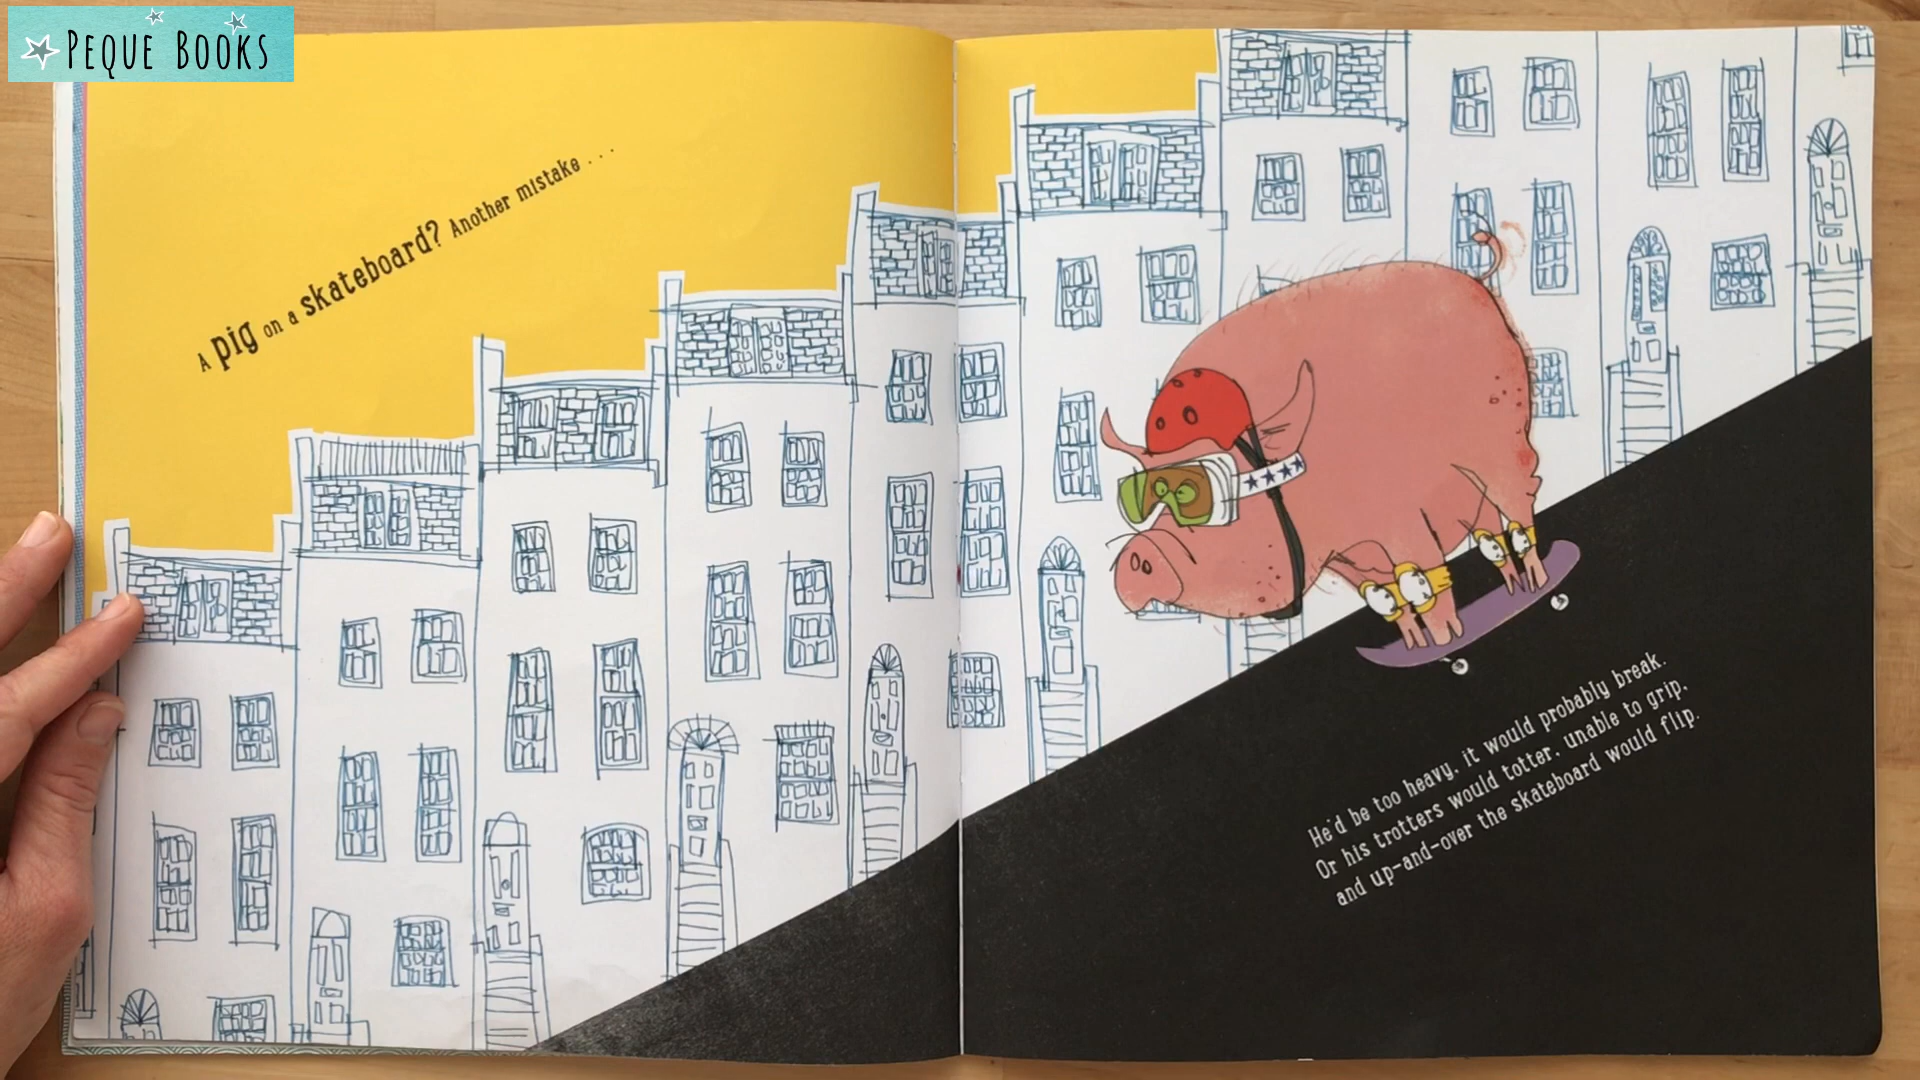 PEQUE BOOKS
A pig on a skateboard? Another mistake . . .
He'd be too heavy, it would probably break.
Or his trotters would totter, unable to grip,
and up-and-over the skateboard would flip.